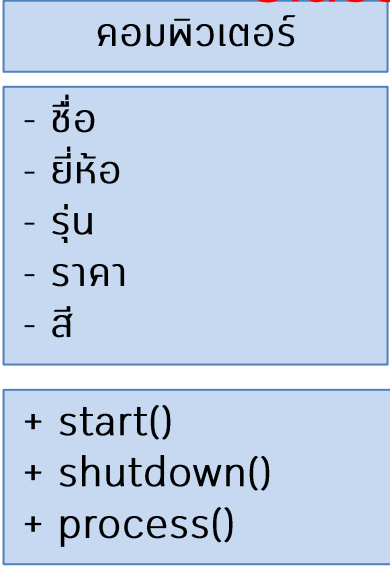 คอมพิวเตอร์
- ชื่อ
- ยี่ห้อ
- รุ่น
- ราคา
- สี
+ start()
+ shutdown()
+ process()